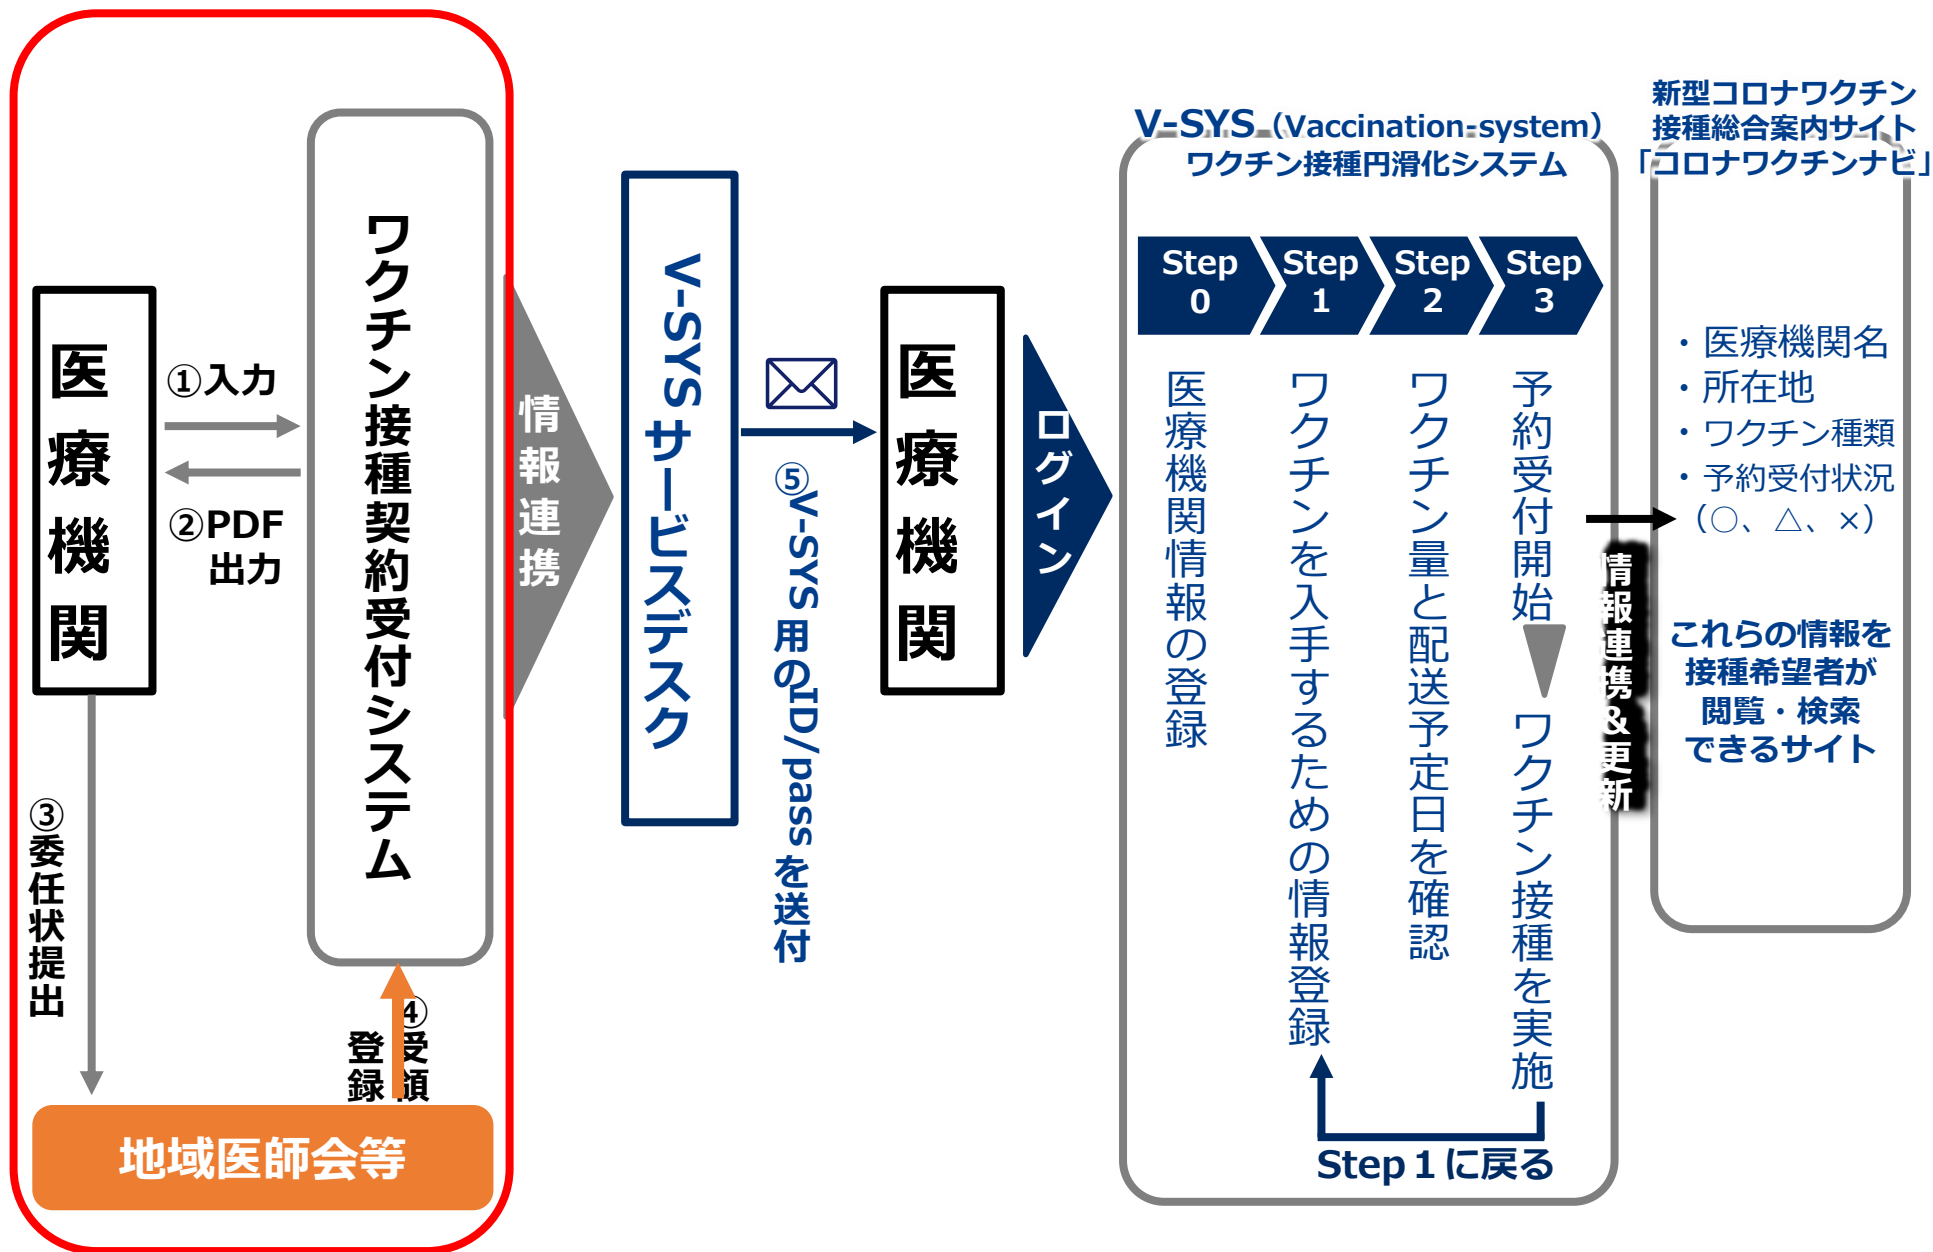 医療機関
①入力
②PDF
出力
③委任状提出
ワクチン接種契約受付システム
④受領
登録
地域医師会等
情報連携
V-SYSサービスデスク
⑤V-SYS用のID/passを送付
医療機関
ログイン
V-SYS（Vaccination-system）
ワクチン接種円滑化システム
Step
0
Step
1
Step
2
Step
3
医療機関情報の登録
ワクチンを入手するための情報登録
ワクチン量と配送予定日を確認
予約受付開始
ワクチン接種を実施
Step１に戻る
情報連携&更新
新型コロナワクチン
接種総合案内サイト
「コロナワクチンナビ」
・医療機関名
・所在地
・ワクチン種類
・予約受付状況
（○、△、×）
これらの情報を
接種希望者が
閲覧・検索
できるサイト